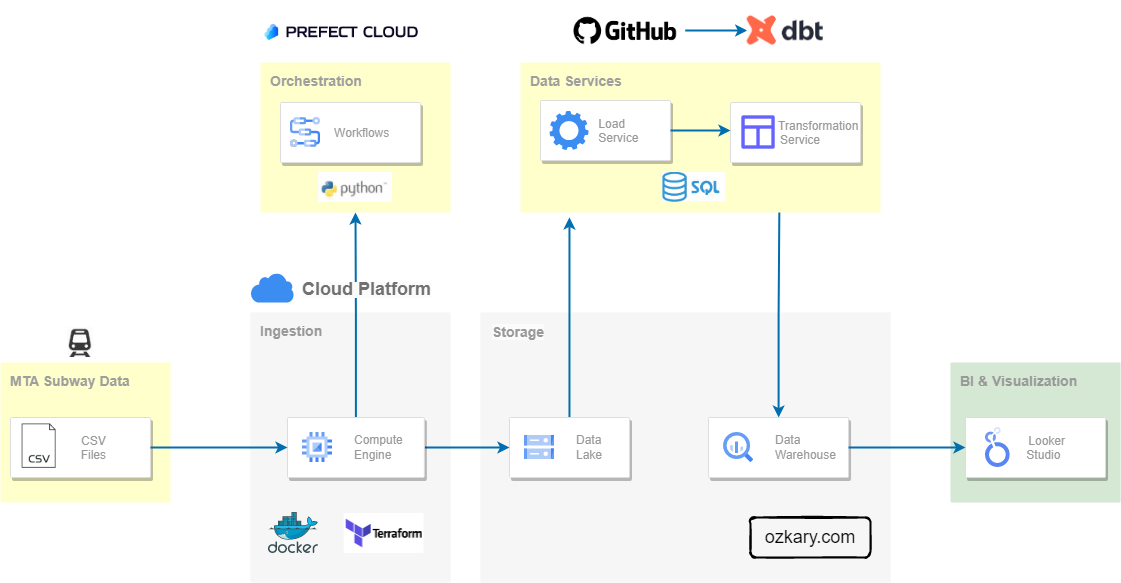 PREFECT CLOUD
GitHub
dbt
Orchestration
Workflows
python™
Data Services
Load
Service
Transformation
Service
SQL
Cloud Platform
Ingestion
Storage
MTA Subway Data
CSV
CSV
Files
Compute
Engine
Data
Lake
Data
Warehouse
BI & Visualization
Looker
Studio
docker
Terraform
ozkary.com